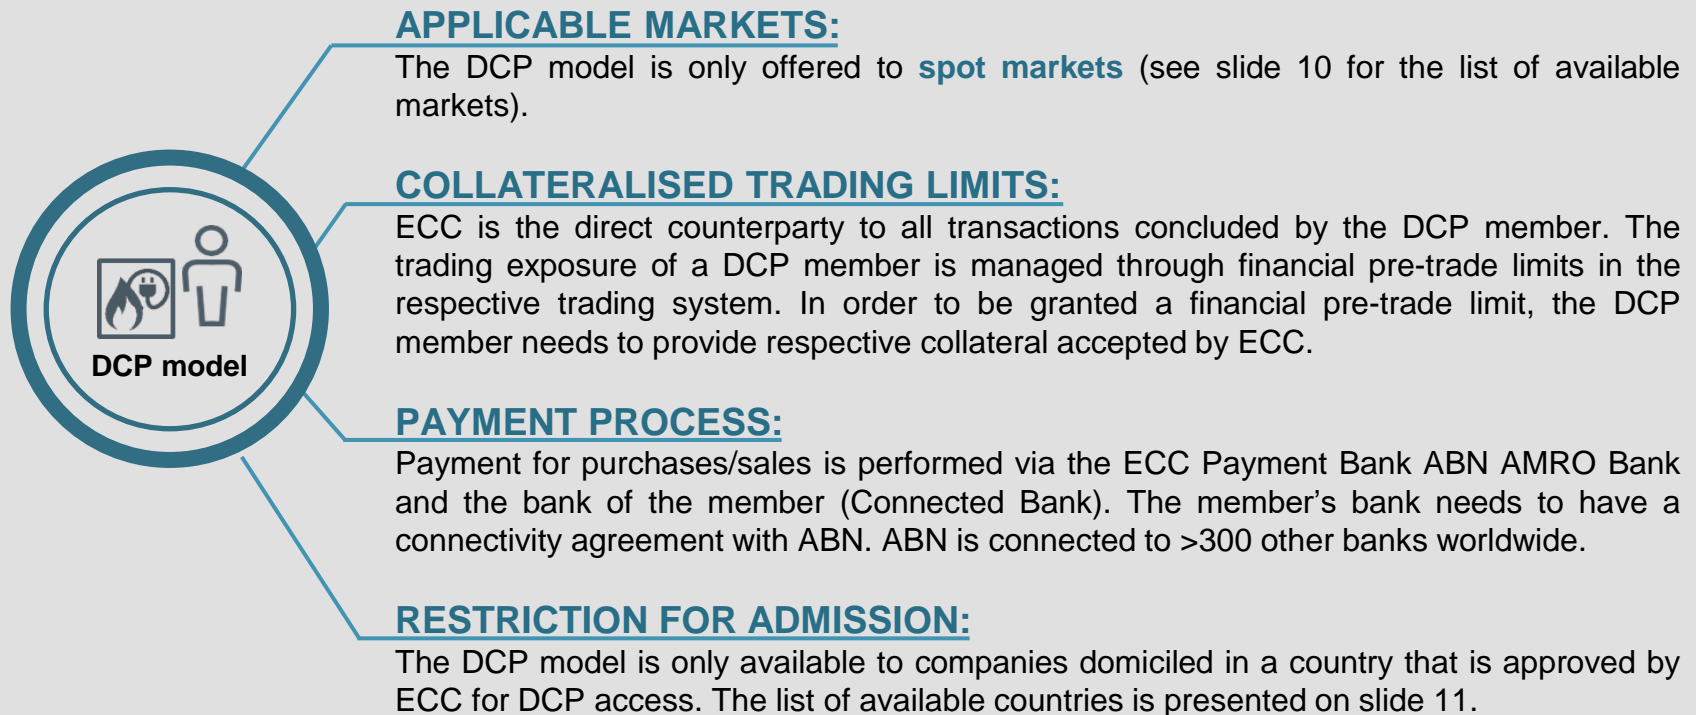 APPLICABLE MARKETS:
The DCP model is only offered to spot markets (see slide 10 for the list of available
markets).
COLLATERALISED TRADING LIMITS:
ECC is the direct counterparty to all transactions concluded by the DCP member. The
trading exposure of a DCP member is managed through financial pre-trade limits in the
respective trading system. In order to be granted a financial pre-trade limit, the DCP
member needs to provide respective collateral accepted by ECC.
DCP model
PAYMENT PROCESS:
Payment for purchases/sales is performed via the ECC Payment Bank ABN AMRO Bank
and the bank of the member (Connected Bank). The member’s bank needs to have a
connectivity agreement with ABN. ABN is connected to >300 other banks worldwide.
RESTRICTION FOR ADMISSION:
The DCP model is only available to companies domiciled in a country that is approved by
ECC for DCP access. The list of available countries is presented on slide 11.